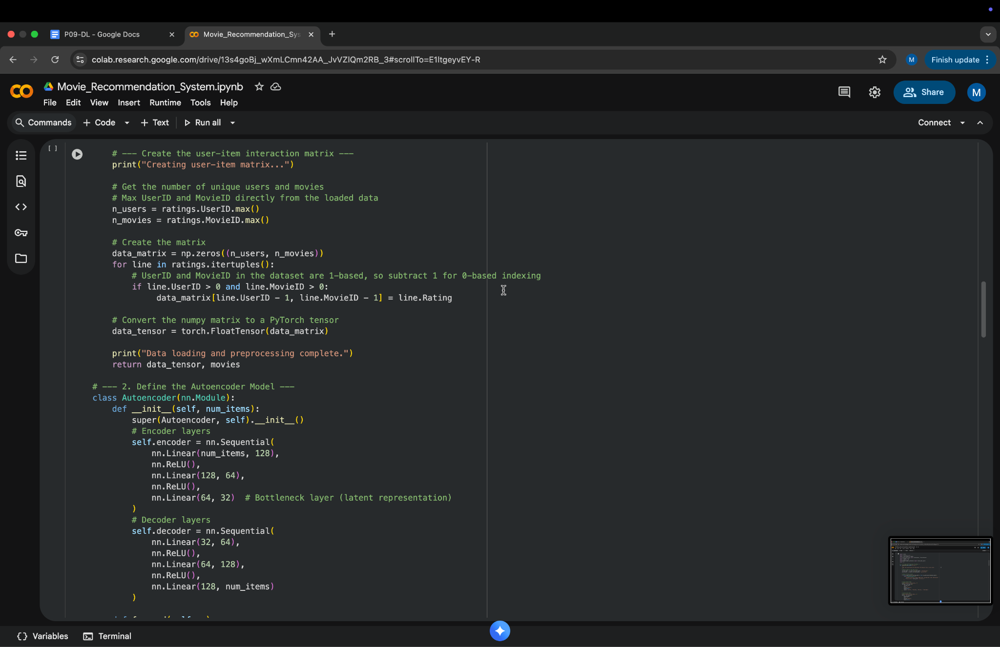 P09-DL - Google Docs
Movie_Recommendation_Sys
colab.research.google.com/drive/13s4goBj_wXmLCmn42AA_JvVZIQm2RB_3#scrollTo=E1ltgeyvEY-R
M
Finish update
Movie_Recommendation_System.ipynb
File Edit View Insert Runtime Tools Help
Share
M
Commands + Code + Text Run all
Connect
[ ]
# --- Create the user-item interaction matrix ---
print("Creating user-item matrix...")
# Get the number of unique users and movies
# Max UserID and MovieID directly from the loaded data
n_users = ratings.UserID.max()
n_movies = ratings.MovieID.max()
# Create the matrix
data_matrix = np.zeros((n_users, n_movies))
for line in ratings.itertuples():
# UserID and MovieID in the dataset are 1-based, so subtract 1 for 0-based indexing
if line.UserID > 0 and line.MovieID > 0:
data_matrix[line.UserID - 1, line.MovieID - 1] = line.Rating
# Convert the numpy matrix to a PyTorch tensor
data_tensor = torch.FloatTensor(data_matrix)
print("Data loading and preprocessing complete.")
return data_tensor, movies
# --- 2. Define the Autoencoder Model ---
class Autoencoder(nn.Module):
def __init__(self, num_items):
super(Autoencoder, self).__init__()
# Encoder layers
self.encoder = nn.Sequential(
nn.Linear(num_items, 128),
nn.ReLU(),
nn.Linear(128, 64),
nn.ReLU(),
nn.Linear(64, 32)  # Bottleneck layer (latent representation)
)
# Decoder layers
self.decoder = nn.Sequential(
nn.Linear(32, 64),
nn.ReLU(),
nn.Linear(64, 128),
nn.ReLU(),
nn.Linear(128, num_items)
)
Variables Terminal